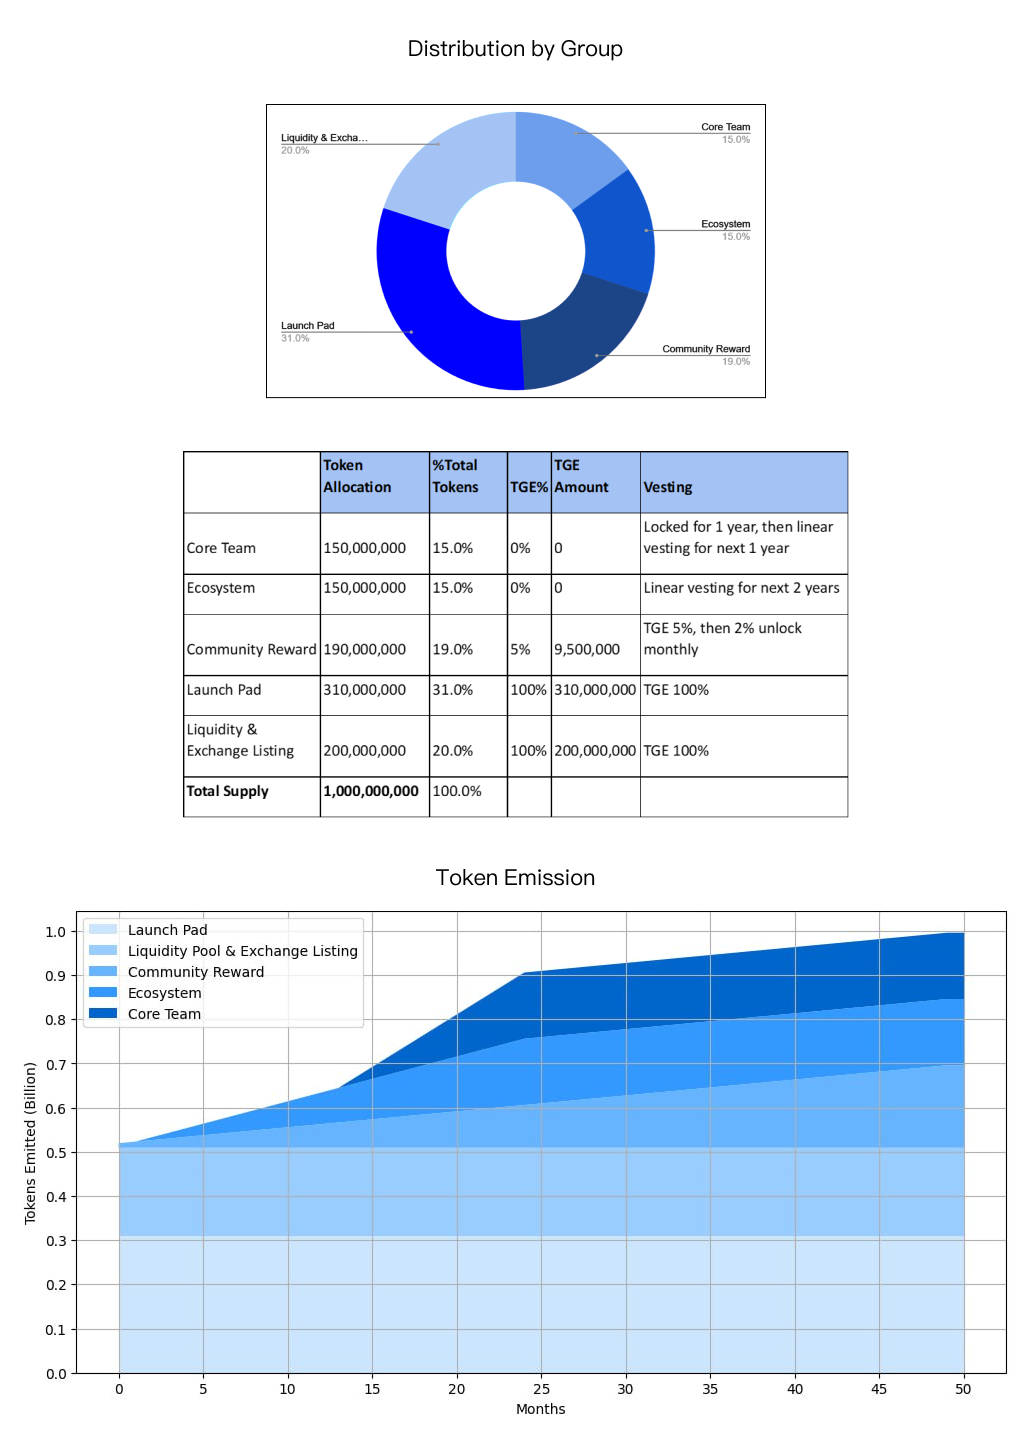 Distribution by Group
Liquidity & Excha...
20.0%
Core Team
15.0%
Ecosystem
15.0%
Launch Pad
31.0%
Community Reward
19.0%
Token Allocation
%Total Tokens
TGE%
TGE Amount
Vesting
Core Team
150,000,000
15.0%
0%
0
Locked for 1 year, then linear
vesting for next 1 year
Ecosystem
150,000,000
15.0%
0%
0
Linear vesting for next 2 years
Community Reward
190,000,000
19.0%
5%
9,500,000
TGE 5%, then 2% unlock
monthly
Launch Pad
310,000,000
31.0%
100%
310,000,000
TGE 100%
Liquidity &
Exchange Listing
200,000,000
20.0%
100%
200,000,000
TGE 100%
Total Supply
1,000,000,000
100.0%
Token Emission
Launch Pad
Liquidity Pool & Exchange Listing
Community Reward
Ecosystem
Core Team
Tokens Emitted (Billion)
1.0
0.9
0.8
0.7
0.6
0.5
0.4
0.3
0.2
0.1
0.0
0 5 10 15 20 25 30 35 40 45 50
Months